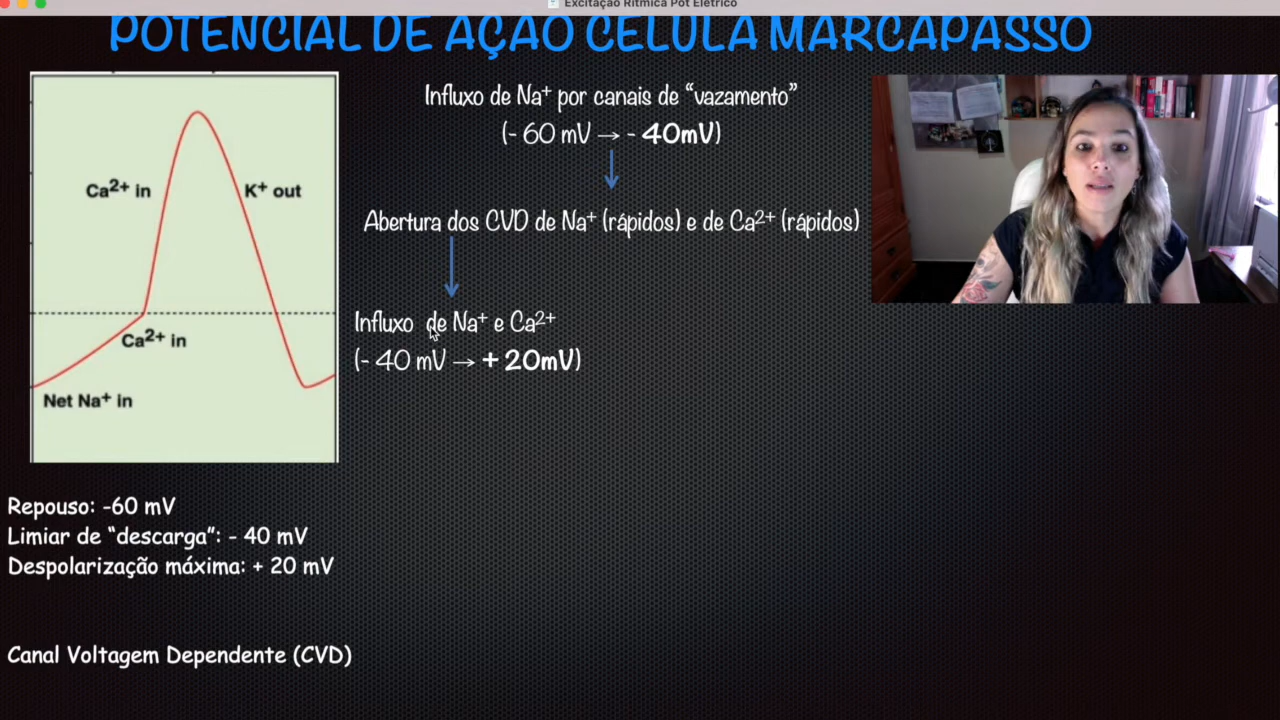 Excitação Rítmica Pot Elétrico
POTENCIAL DE AÇÃO CÉLULA MARCAPASSO
Influxo de Na⁺ por canais de “vazamento”
(- 60 mV → - 40mV)
Abertura dos CVD de Na⁺ (rápidos) e de Ca²⁺ (rápidos)
Influxo de Na⁺ e Ca²⁺
(- 40 mV → + 20mV)
Ca²⁺ in
K⁺ out
Ca²⁺ in
Net Na⁺ in
Repouso: -60 mV
Limiar de “descarga”: - 40 mV
Despolarização máxima: + 20 mV
Canal Voltagem Dependente (CVD)